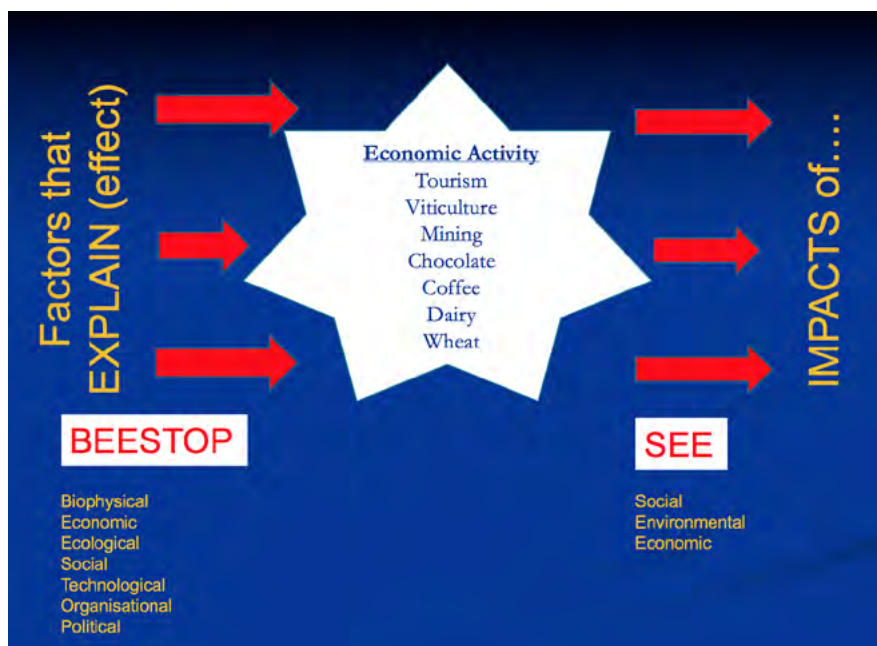 Factors that
EXPLAIN (effect)
Economic Activity
Tourism
Viticulture
Mining
Chocolate
Coffee
Dairy
Wheat
IMPACTS of....
BEESTOP
Biophysical
Economic
Ecological
Social
Technological
Organisational
Political
SEE
Social
Environmental
Economic